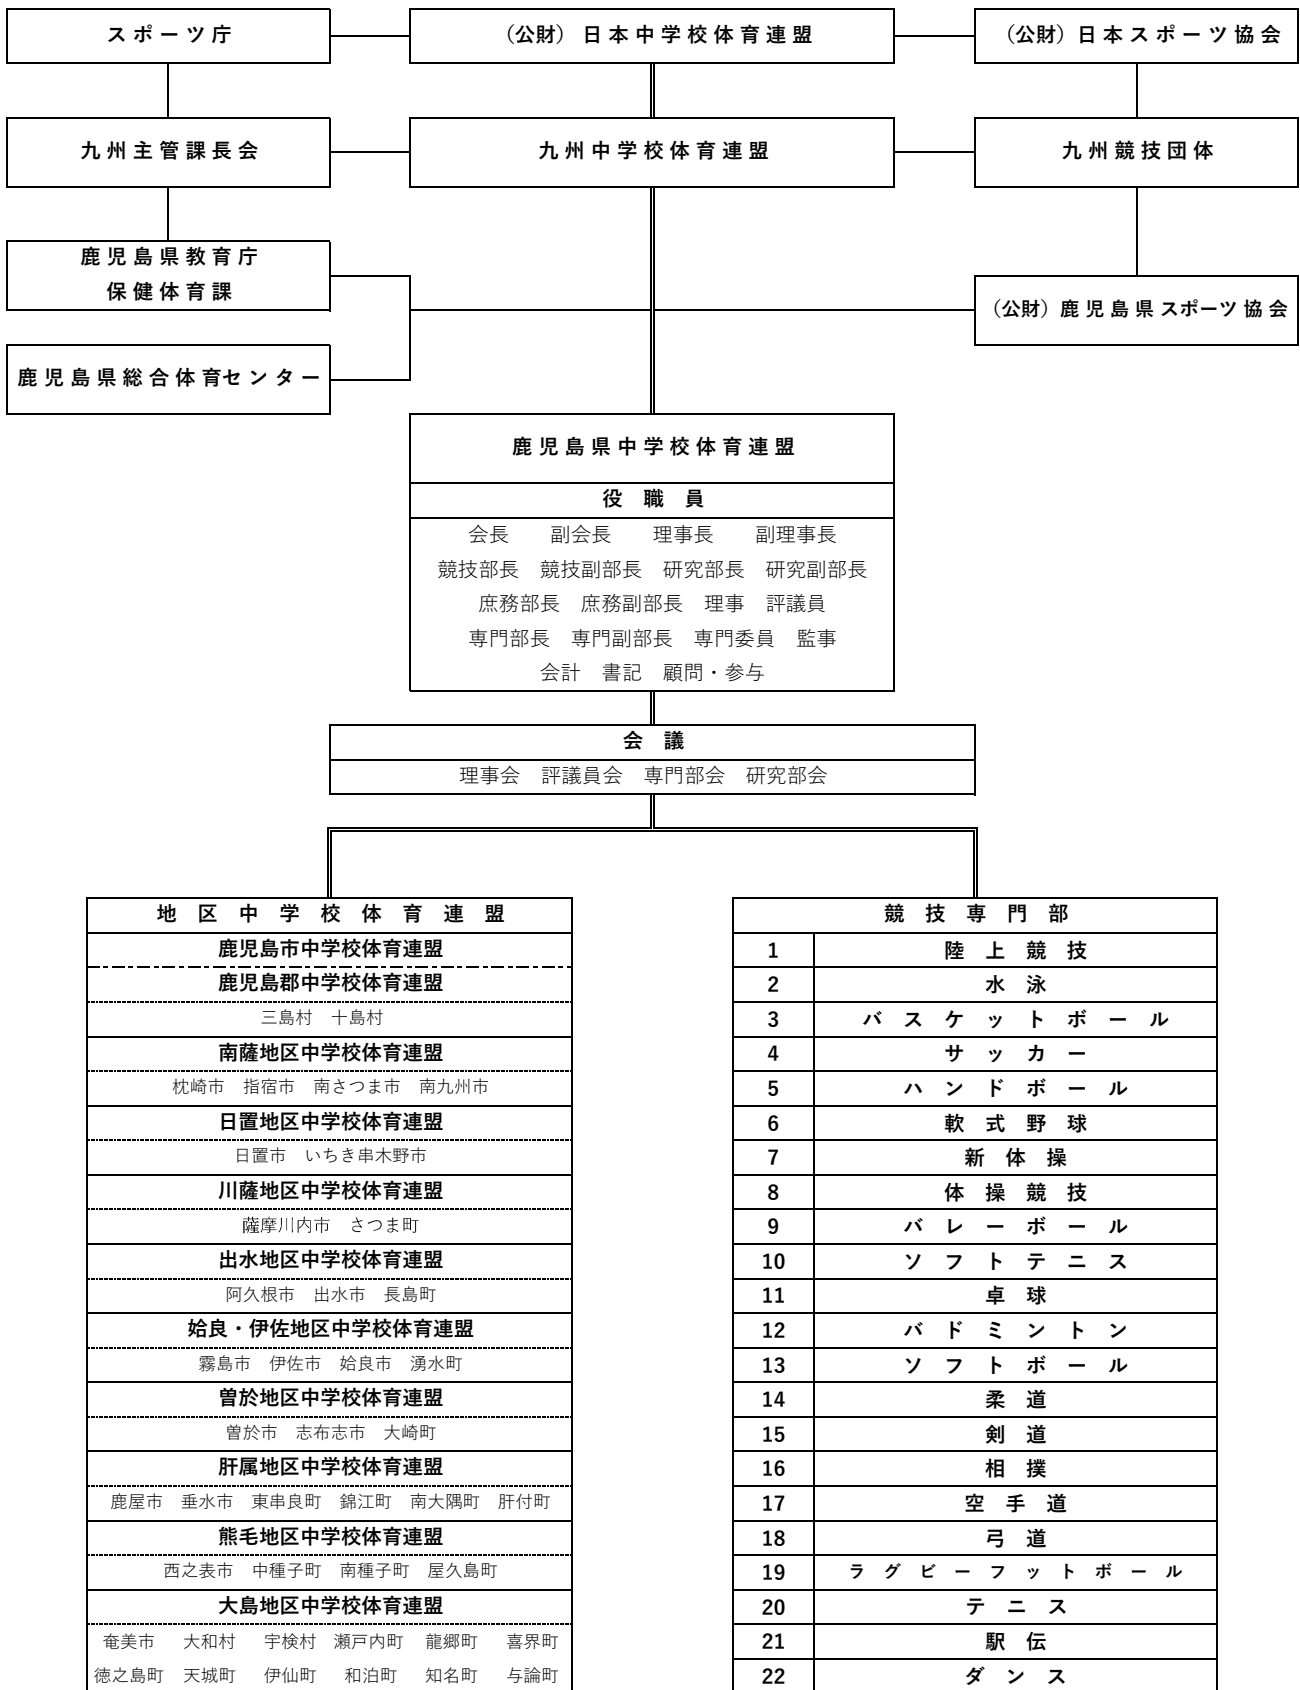 スポーツ庁
（公財）日本中学校体育連盟
（公財）日本スポーツ協会
九州主管課長会
九州中学校体育連盟
九州競技団体
鹿児島県教育庁
保健体育課
（公財）鹿児島県スポーツ協会
鹿児島県総合体育センター
鹿児島県中学校体育連盟
役　職　員
会長　副会長　理事長　副理事長
競技部長　競技副部長　研究部長　研究副部長
庶務部長　庶務副部長　理事　評議員
専門部長　専門副部長　専門委員　監事
会計　書記　顧問・参与
会　議
理事会　評議員会　専門部会　研究部会
地　区　中　学　校　体　育　連　盟
鹿児島市中学校体育連盟
鹿児島郡中学校体育連盟
三島村　十島村
南薩地区中学校体育連盟
枕崎市　指宿市　南さつま市　南九州市
日置地区中学校体育連盟
日置市　いちき串木野市
川薩地区中学校体育連盟
薩摩川内市　さつま町
出水地区中学校体育連盟
阿久根市　出水市　長島町
姶良・伊佐地区中学校体育連盟
霧島市　伊佐市　姶良市　湧水町
曽於地区中学校体育連盟
曽於市　志布志市　大崎町
肝属地区中学校体育連盟
鹿屋市　垂水市　東串良町　錦江町　南大隅町　肝付町
熊毛地区中学校体育連盟
西之表市　中種子町　南種子町　屋久島町
大島地区中学校体育連盟
奄美市　大和村　宇検村　瀬戸内町　龍郷町　喜界町
徳之島町　天城町　伊仙町　和泊町　知名町　与論町
競　技　専　門　部
1　陸　上　競　技
2　水　泳
3　バ　ス　ケ　ッ　ト　ボ　ー　ル
4　サ　ッ　カ　ー
5　ハ　ン　ド　ボ　ー　ル
6　軟　式　野　球
7　新　体　操
8　体　操　競　技
9　バ　レ　ー　ボ　ー　ル
10　ソ　フ　ト　テ　ニ　ス
11　卓　球
12　バ　ド　ミ　ン　ト　ン
13　ソ　フ　ト　ボ　ー　ル
14　柔　道
15　剣　道
16　相　撲
17　空　手　道
18　弓　道
19　ラ　グ　ビ　ー　フ　ッ　ト　ボ　ー　ル
20　テ　ニ　ス
21　駅　伝
22　ダ　ン　ス